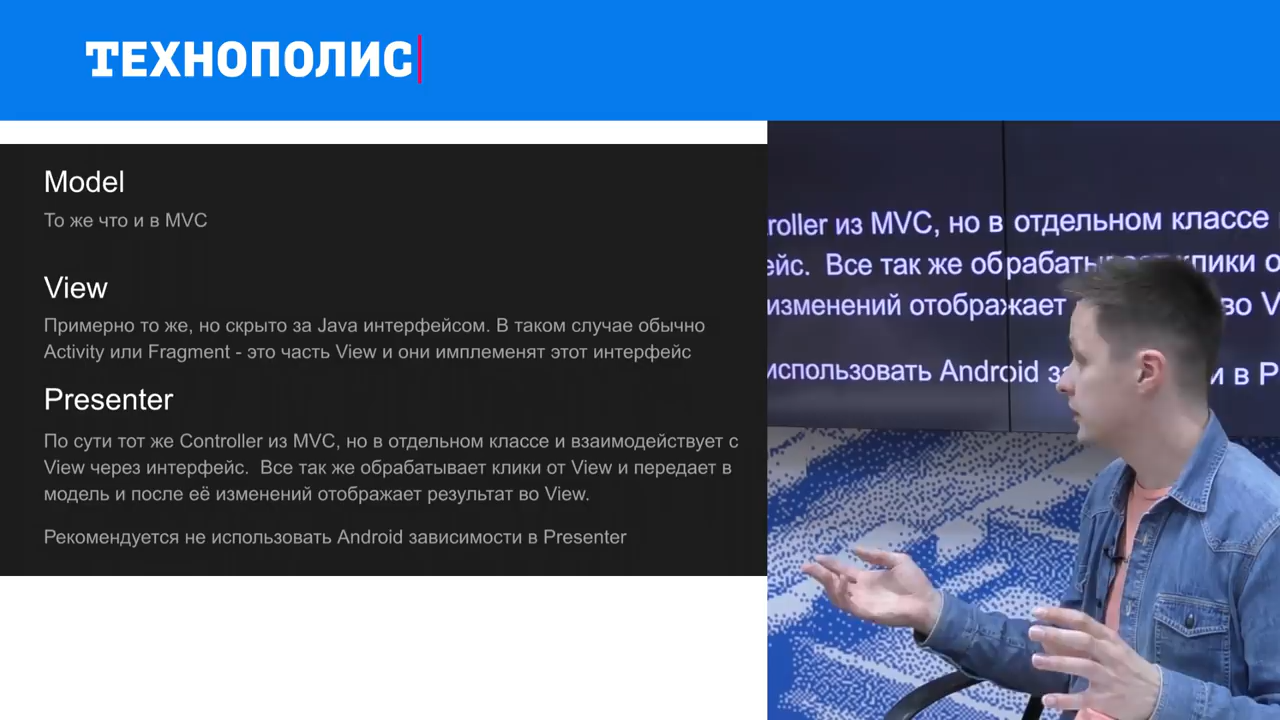 ТЕХНОПОЛИС
Model
То же что и в MVC
View
Примерно то же, но скрыто за Java интерфейсом. В таком случае обычно
Activity или Fragment - это часть View и они имплеменят этот интерфейс
Presenter
По сути тот же Controller из MVC, но в отдельном классе и взаимодействует с
View через интерфейс.  Все так же обрабатывает клики от View и передает в
модель и после её изменений отображает результат во View.
Рекомендуется не использовать Android зависимости в Presenter
из MVC, но в отдельном классе
Все так же клики
изменений отображает во
использовать Android в